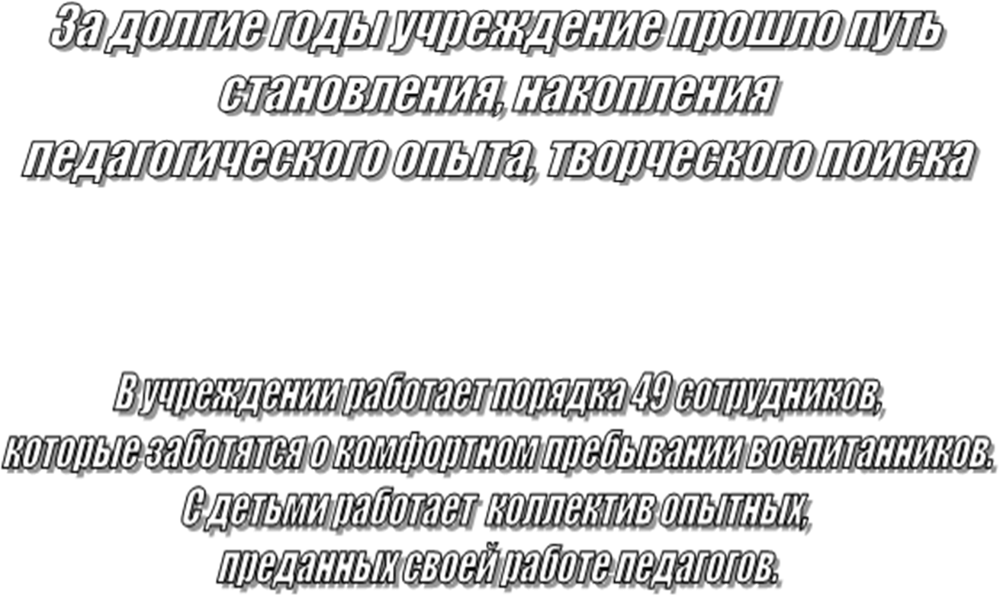 За долгие годы учреждение прошло путь
становления, накопления
педагогического опыта, творческого поиска
В учреждении работает порядка 49 сотрудников,
которые заботятся о комфортном пребывании воспитанников.
С детьми работает коллектив опытных,
преданных своей работе педагогов.